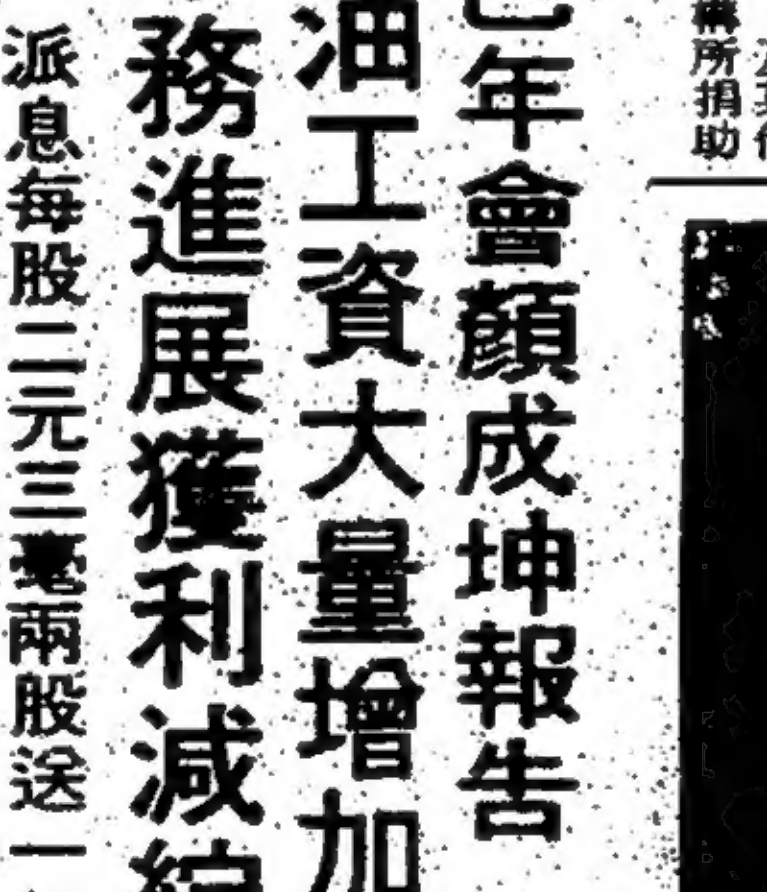 所捐助
年會顏成坤報告
油工資大量增加
務進展獲利減
派息每股二元三毫兩股送一